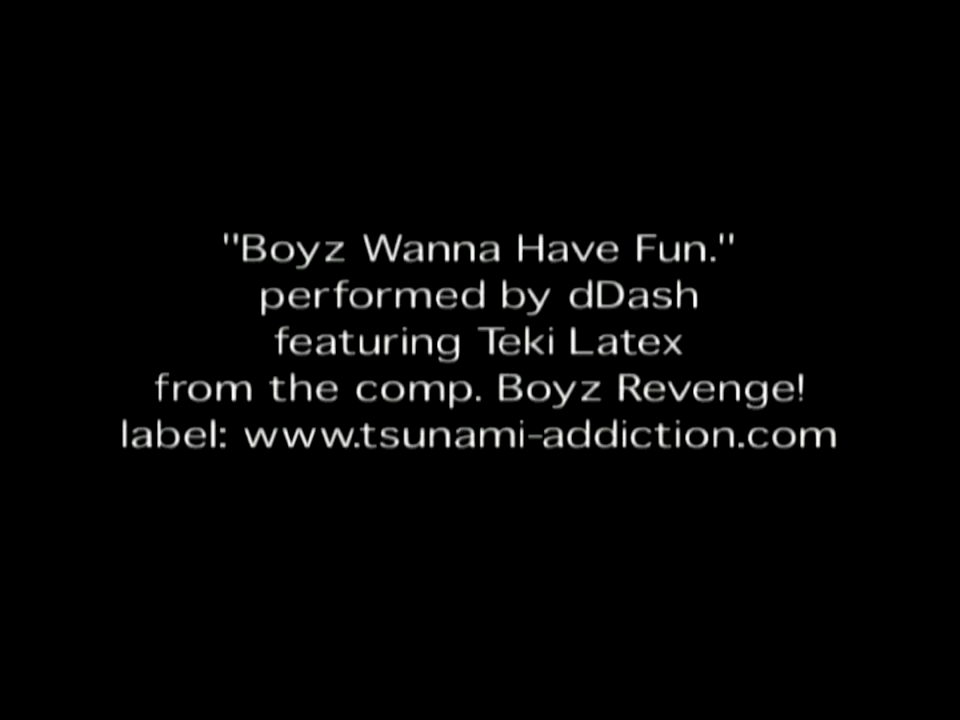 "Boyz Wanna Have Fun."
performed by dDash
featuring Teki Latex
from the comp. Boyz Revenge!
label: www.tsunami-addiction.com